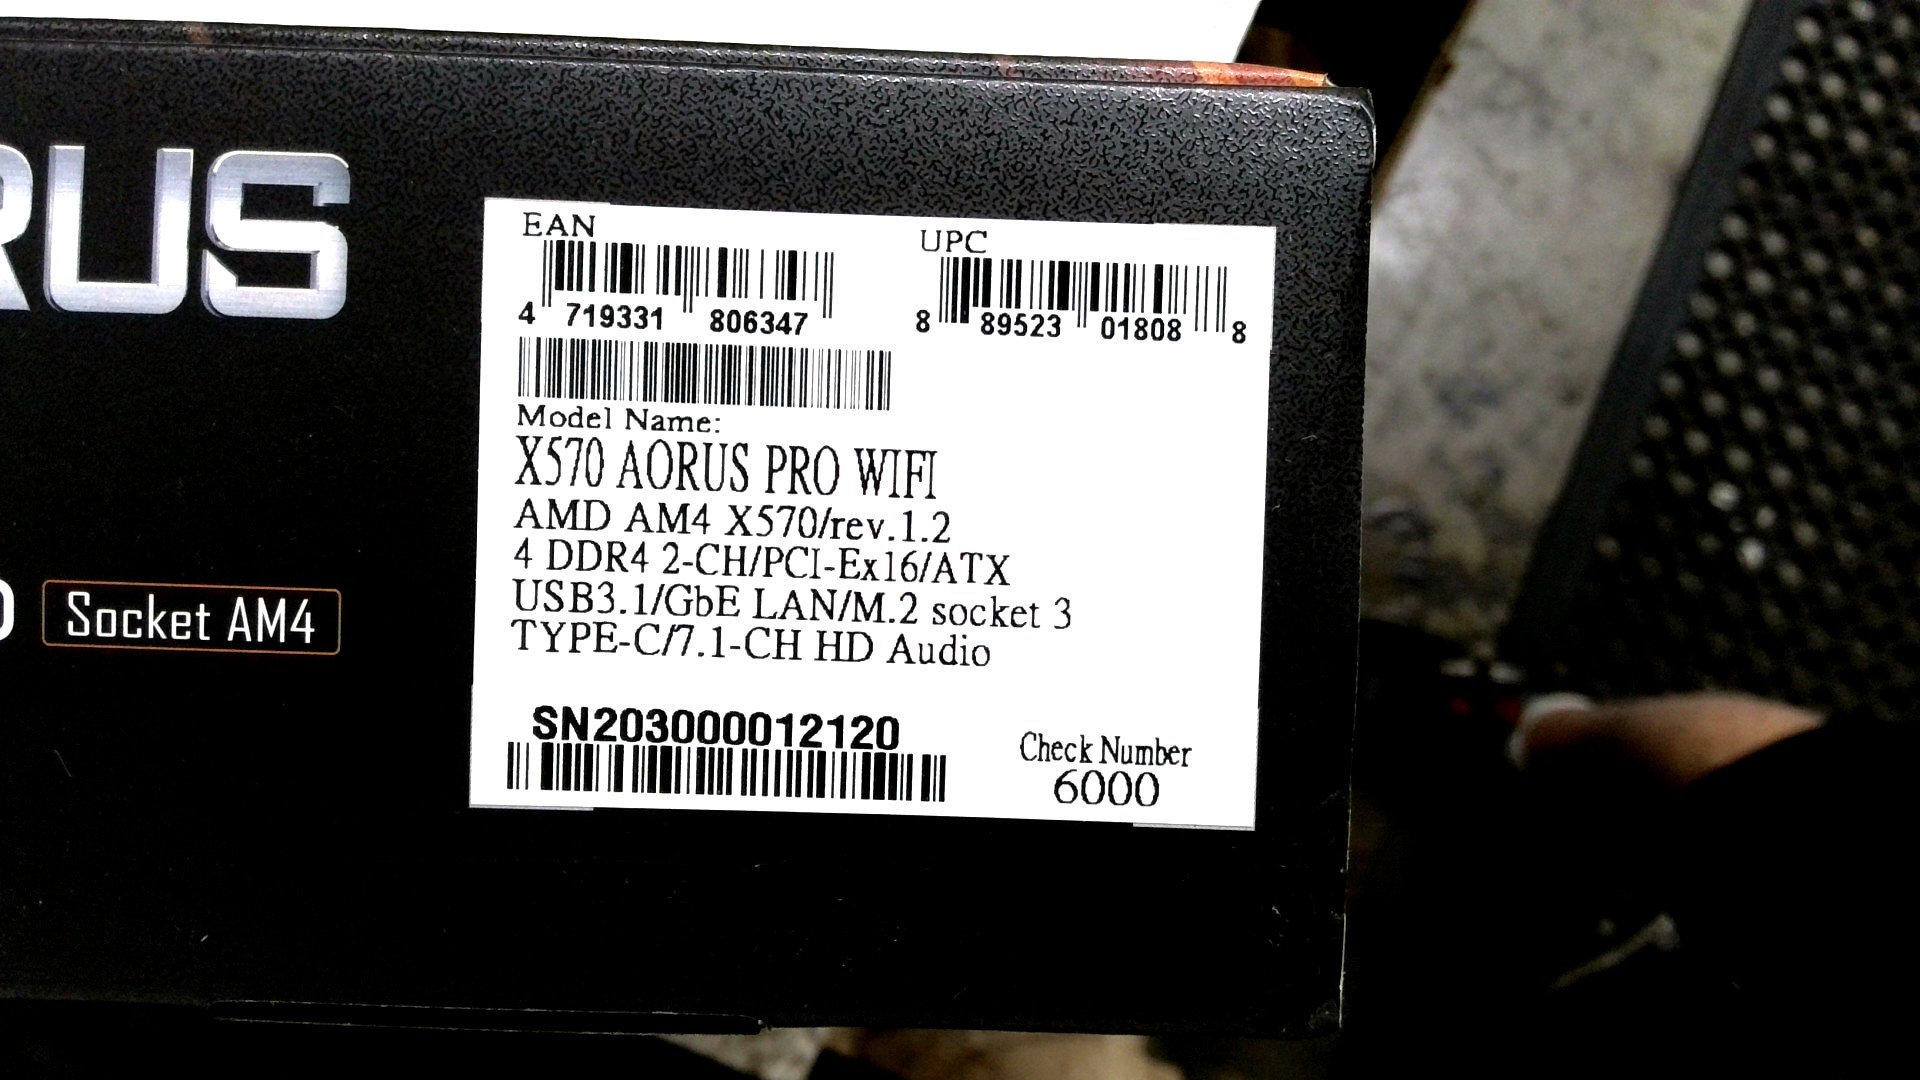 RUS
Socket AM4
EAN
4 719331 806347
UPC
8 89523 01808 8
Model Name:
X570 AORUS PRO WIFI
AMD AM4 X570/rev.1.2
4 DDR4 2-CH/PCI-Ex16/ATX
USB3.1/GbE LAN/M.2 socket 3
TYPE-C/7.1-CH HD Audio
SN203000012120
Check Number
6000